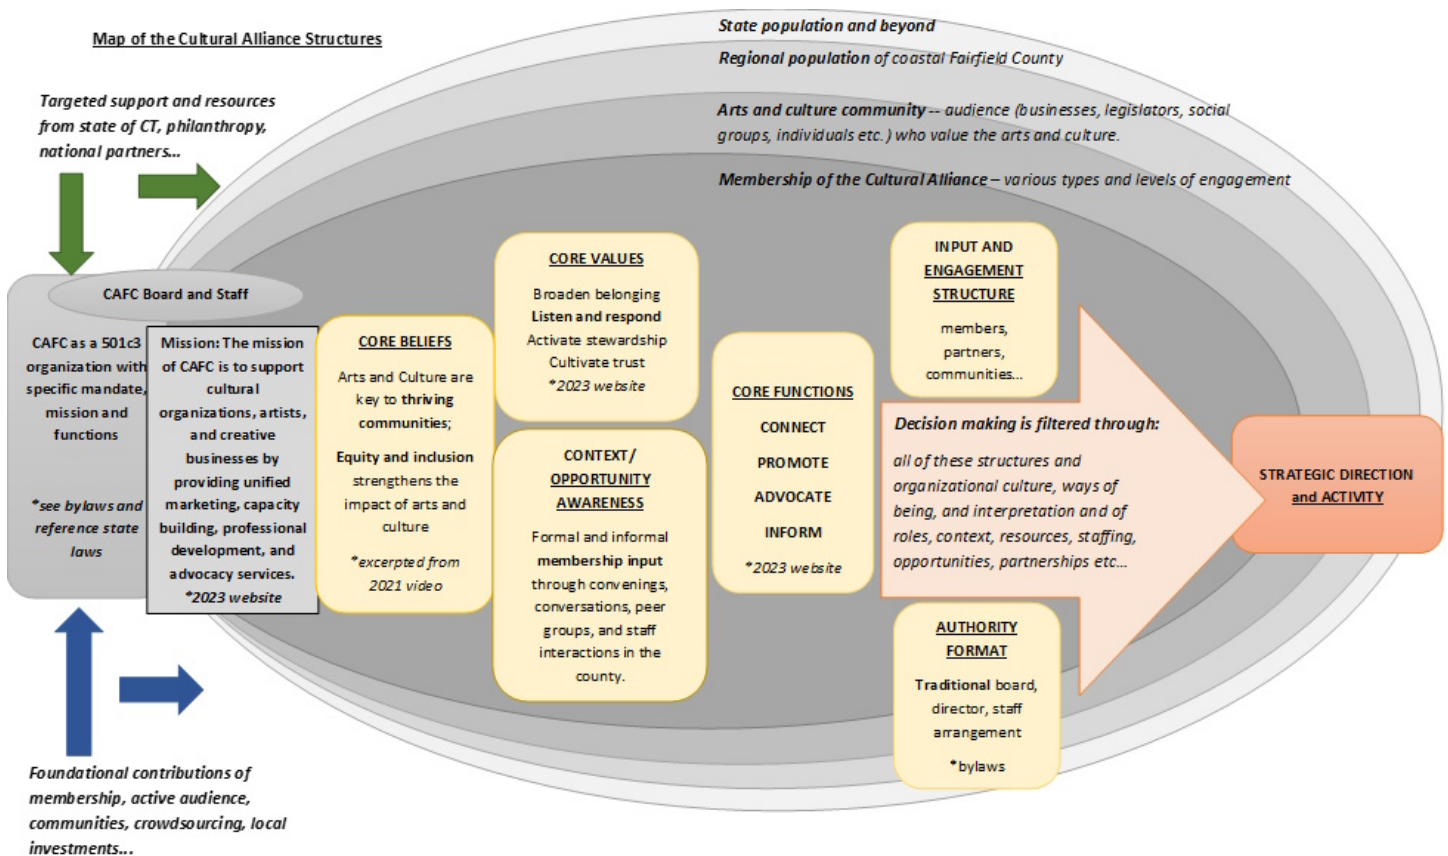 Map of the Cultural Alliance Structures
State population and beyond
Regional population of coastal Fairfield County
Arts and culture community -- audience (businesses, legislators, social
groups, individuals etc.) who value the arts and culture.
Membership of the Cultural Alliance – various types and levels of engagement
Targeted support and resources
from state of CT, philanthropy,
national partners...
CAFC Board and Staff
CAFC as a 501c3
organization with
specific mandate,
mission and
functions
*see bylaws and
reference state
laws
Mission: The mission
of CAFC is to support
cultural
organizations, artists,
and creative
businesses by
providing unified
marketing, capacity
building, professional
development, and
advocacy services.
*2023 website
CORE BELIEFS
Arts and Culture are
key to thriving
communities;
Equity and inclusion
strengthens the
impact of arts and
culture
*excerpted from
2021 video
CORE VALUES
Broaden belonging
Listen and respond
Activate stewardship
Cultivate trust
*2023 website
CONTEXT/
OPPORTUNITY
AWARENESS
Formal and informal
membership input
through convenings,
conversations, peer
groups, and staff
interactions in the
county.
CORE FUNCTIONS
CONNECT
PROMOTE
ADVOCATE
INFORM
*2023 website
INPUT AND
ENGAGEMENT
STRUCTURE
members,
partners,
communities...
Decision making is filtered through:
all of these structures and
organizational culture, ways of
being, and interpretation and of
roles, context, resources, staffing,
opportunities, partnerships etc...
AUTHORITY
FORMAT
Traditional board,
director, staff
arrangement
*bylaws
STRATEGIC DIRECTION
and ACTIVITY
Foundational contributions of
membership, active audience,
communities, crowdsourcing, local
investments...